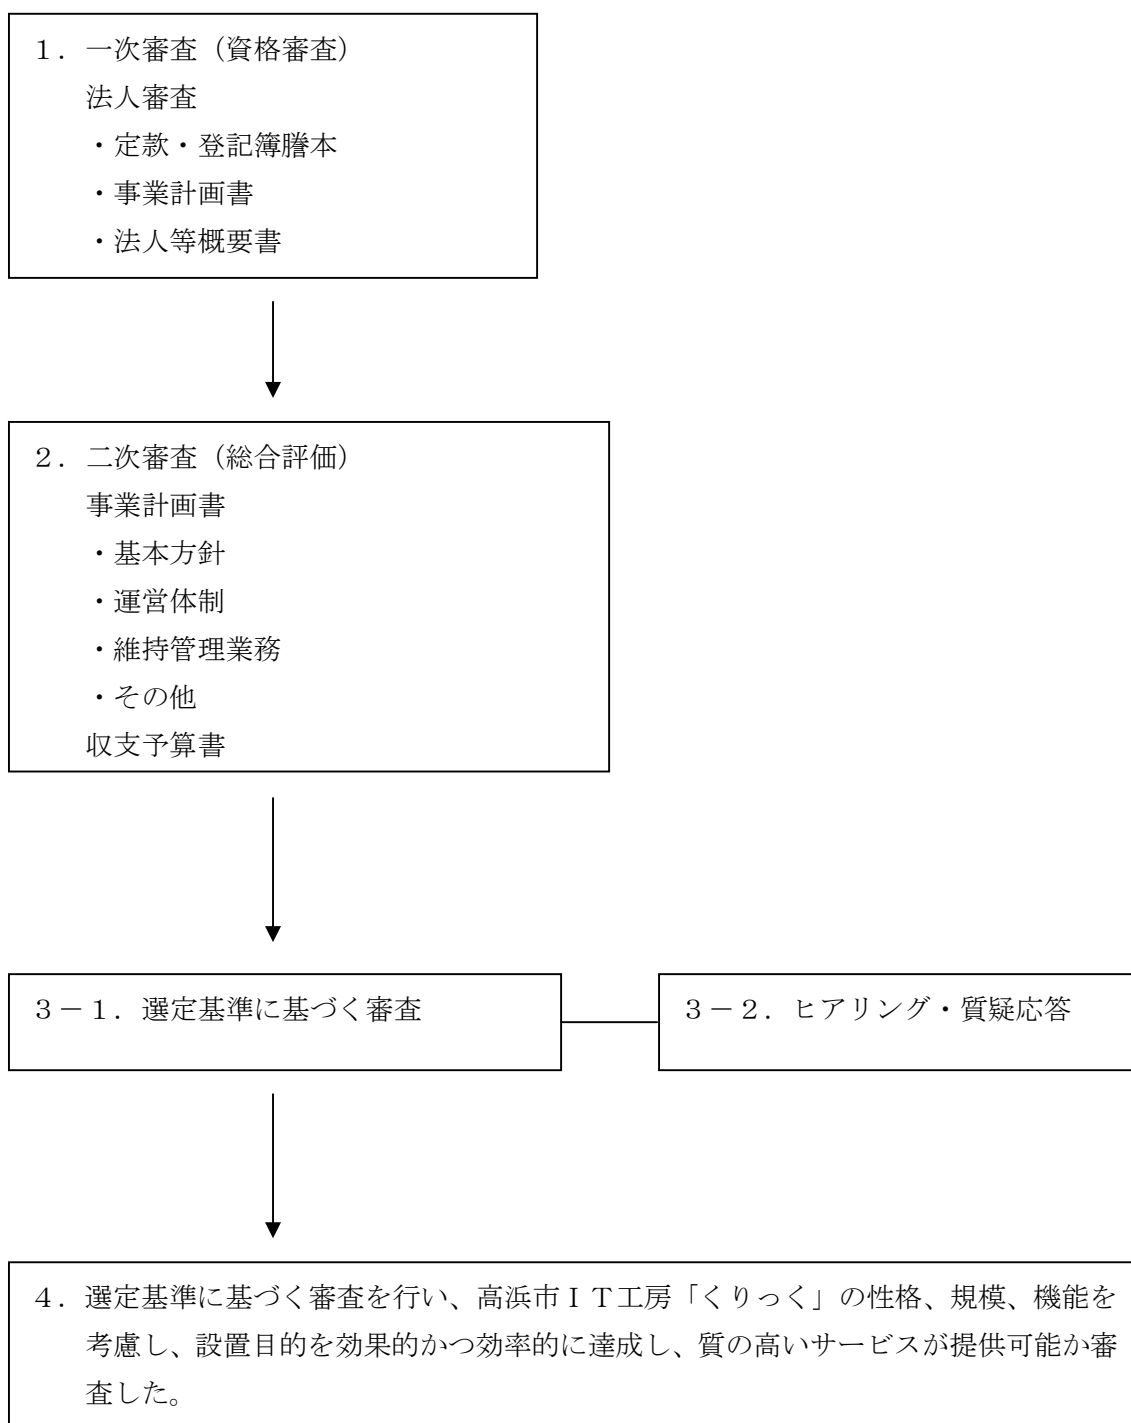 １．一次審査（資格審査）
法人審査
・定款・登記簿謄本
・事業計画書
・法人等概要書
２．二次審査（総合評価）
事業計画書
・基本方針
・運営体制
・維持管理業務
・その他
収支予算書
３－１．選定基準に基づく審査
３－２．ヒアリング・質疑応答
４．選定基準に基づく審査を行い、高浜市ＩＴ工房「くりっく」の性格、規模、機能を
考慮し、設置目的を効果的かつ効率的に達成し、質の高いサービスが提供可能か審
査した。